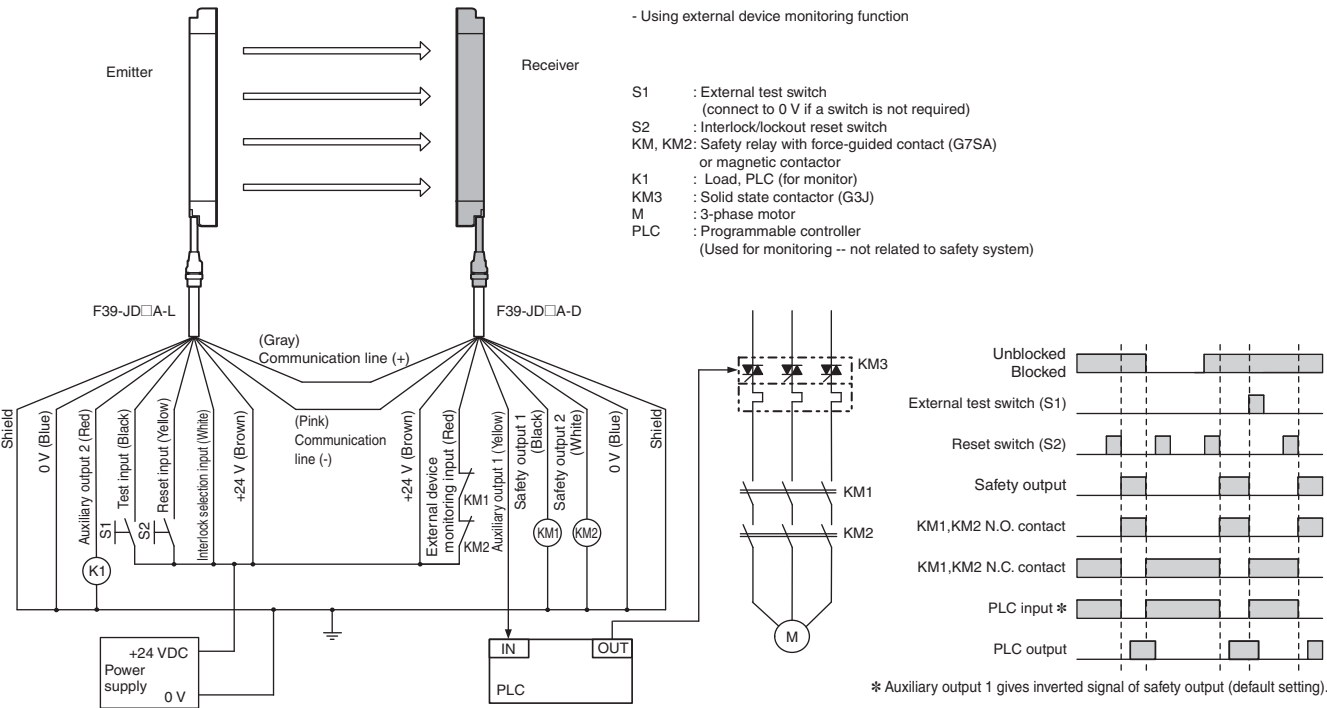 - Using external device monitoring function
Emitter
Receiver
S1 : External test switch
(connect to 0 V if a switch is not required)
S2 : Interlock/lockout reset switch
KM, KM2: Safety relay with force-guided contact (G7SA)
or magnetic contactor
K1 : Load, PLC (for monitor)
KM3 : Solid state contactor (G3J)
M : 3-phase motor
PLC : Programmable controller
(Used for monitoring -- not related to safety system)
F39-JD□A-L
F39-JD□A-D
(Gray)
Communication line (+)
(Pink)
Communication
line (-)
Shield
0 V (Blue)
Auxiliary output 2 (Red)
Test input (Black)
Reset input (Yellow)
Interlock selection input (White)
+24 V (Brown)
S1
S2
K1
+24 V (Brown)
External device
monitoring input (Red)
Auxiliary output 1 (Yellow)
Safety output 1
(Black)
Safety output 2
(White)
0 V (Blue)
Shield
KM1
KM2
KM1
KM2
+24 VDC
Power
supply
0 V
IN
OUT
PLC
KM3
KM1
KM2
M
Unblocked
Blocked
External test switch (S1)
Reset switch (S2)
Safety output
KM1,KM2 N.O. contact
KM1,KM2 N.C. contact
PLC input ✻
PLC output
✻ Auxiliary output 1 gives inverted signal of safety output (default setting).